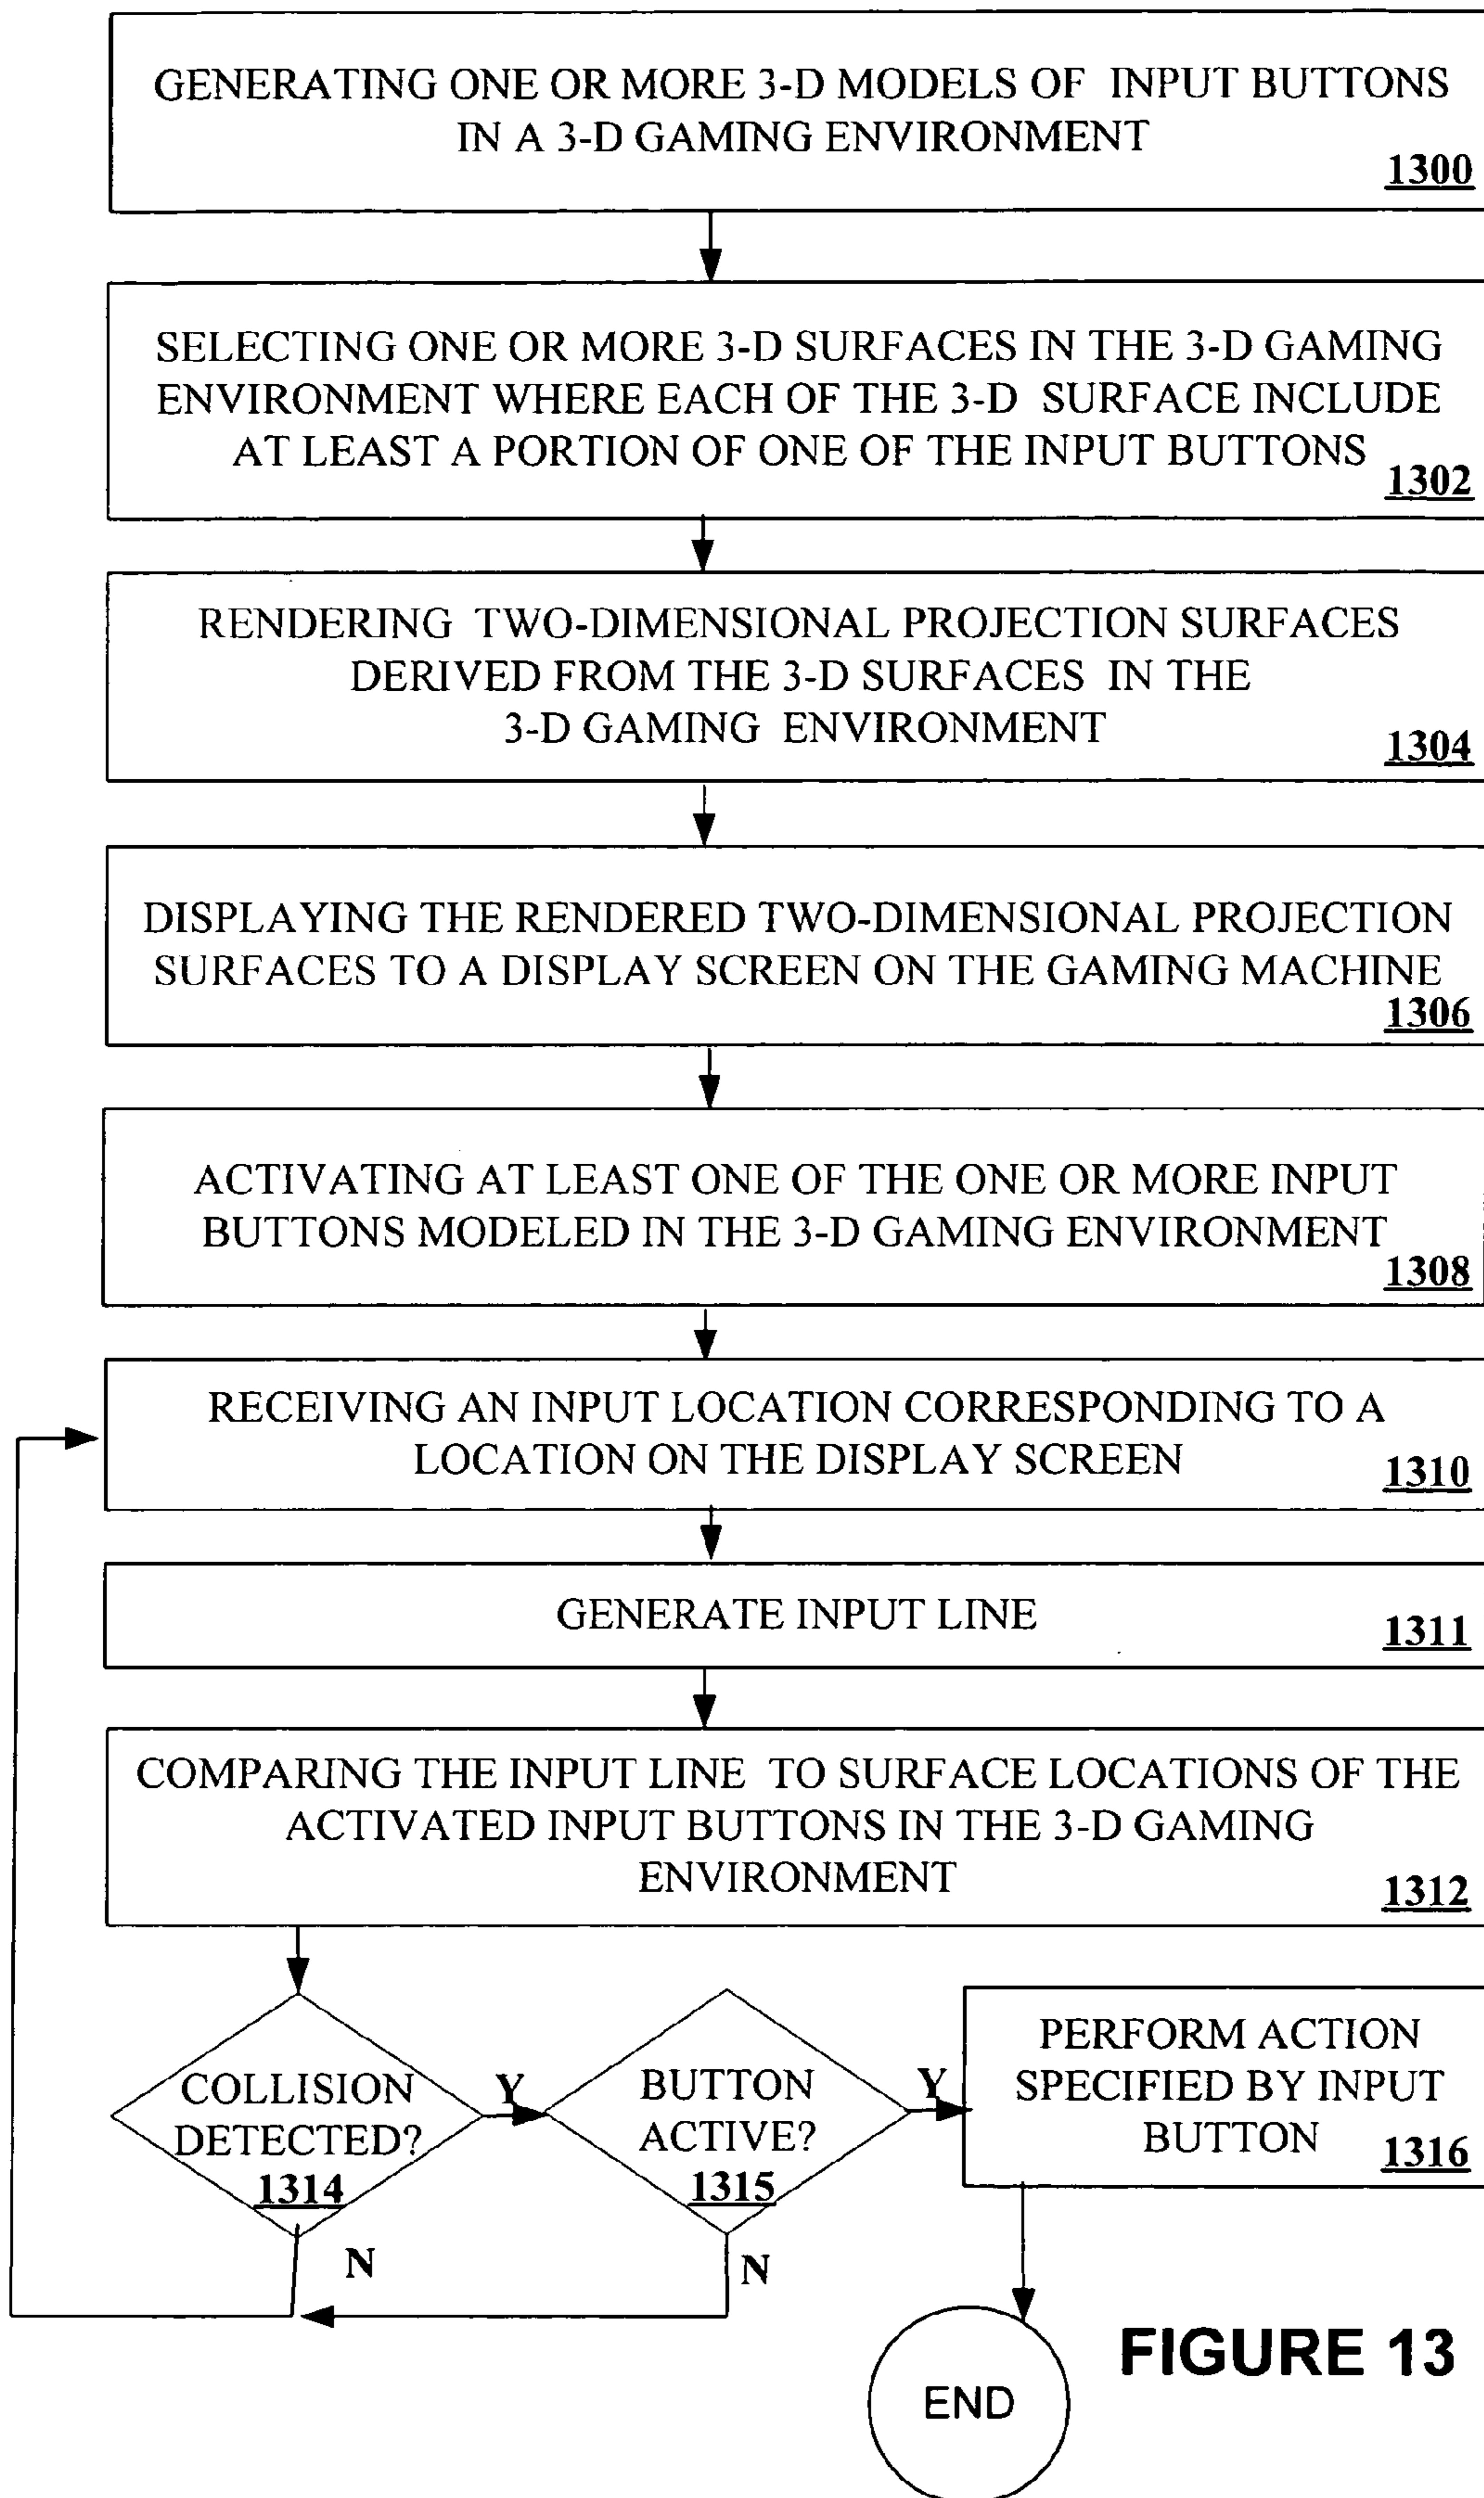 GENERATING ONE OR MORE 3-D MODELS OF INPUT BUTTONS
IN A 3-D GAMING ENVIRONMENT
1300
SELECTING ONE OR MORE 3-D SURFACES IN THE 3-D GAMING
ENVIRONMENT WHERE EACH OF THE 3-D SURFACE INCLUDE
AT LEAST A PORTION OF ONE OF THE INPUT BUTTONS
1302
RENDERING TWO-DIMENSIONAL PROJECTION SURFACES
DERIVED FROM THE 3-D SURFACES IN THE
3-D GAMING ENVIRONMENT
1304
DISPLAYING THE RENDERED TWO-DIMENSIONAL PROJECTION
SURFACES TO A DISPLAY SCREEN ON THE GAMING MACHINE
1306
ACTIVATING AT LEAST ONE OF THE ONE OR MORE INPUT
BUTTONS MODELED IN THE 3-D GAMING ENVIRONMENT
1308
RECEIVING AN INPUT LOCATION CORRESPONDING TO A
LOCATION ON THE DISPLAY SCREEN
1310
GENERATE INPUT LINE
1311
COMPARING THE INPUT LINE TO SURFACE LOCATIONS OF THE
ACTIVATED INPUT BUTTONS IN THE 3-D GAMING
ENVIRONMENT
1312
COLLISION
DETECTED?
1314
Y
N
BUTTON
ACTIVE?
1315
Y
N
PERFORM ACTION
SPECIFIED BY INPUT
BUTTON
1316
END
FIGURE 13